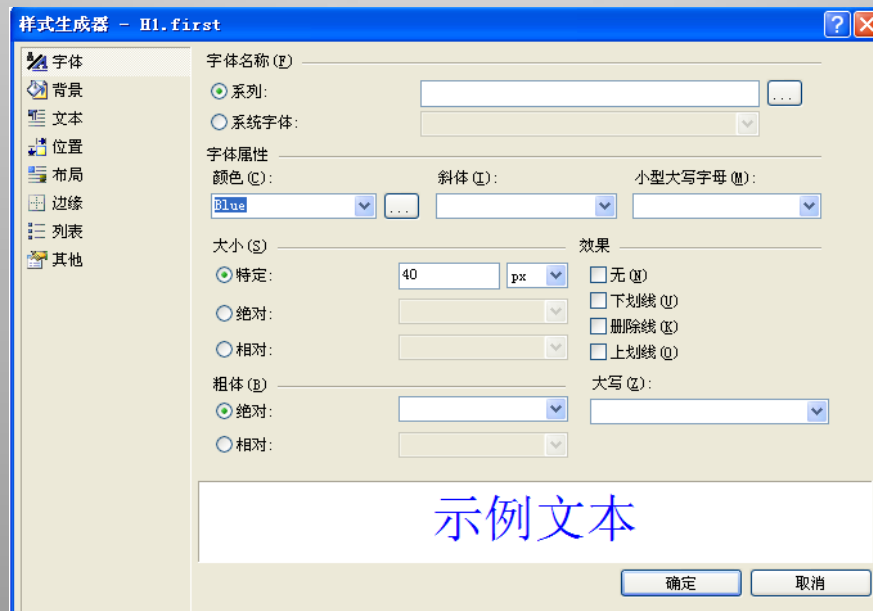 样式生成器 - H1.first
字体
背景
文本
位置
布局
边缘
列表
其他
字体名称(F)
系列:
...
系统字体:
字体属性
颜色(C):
斜体(I):
小型大写字母(M):
Blue
...
大小(S)
效果
特定:
40
px
无(N)
下划线(U)
绝对:
删除线(K)
相对:
上划线(O)
粗体(B)
大写(Z):
绝对:
相对:
示例文本
确定
取消